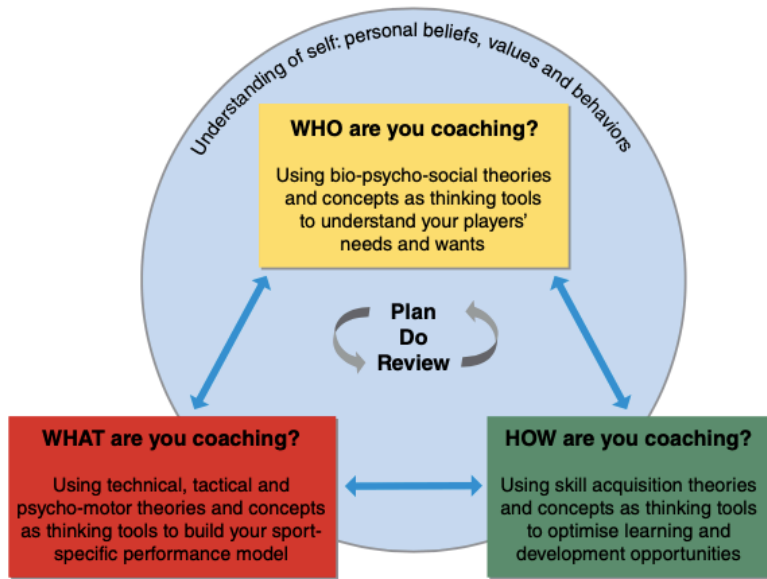 Understanding of self: personal beliefs, values and behaviors
WHO are you coaching?
Using bio-psycho-social theories
and concepts as thinking tools
to understand your players'
needs and wants
Plan
Do
Review
WHAT are you coaching?
Using technical, tactical and
psycho-motor theories and concepts
as thinking tools to build your sport-
specific performance model
HOW are you coaching?
Using skill acquisition theories
and concepts as thinking tools
to optimise learning and
development opportunities